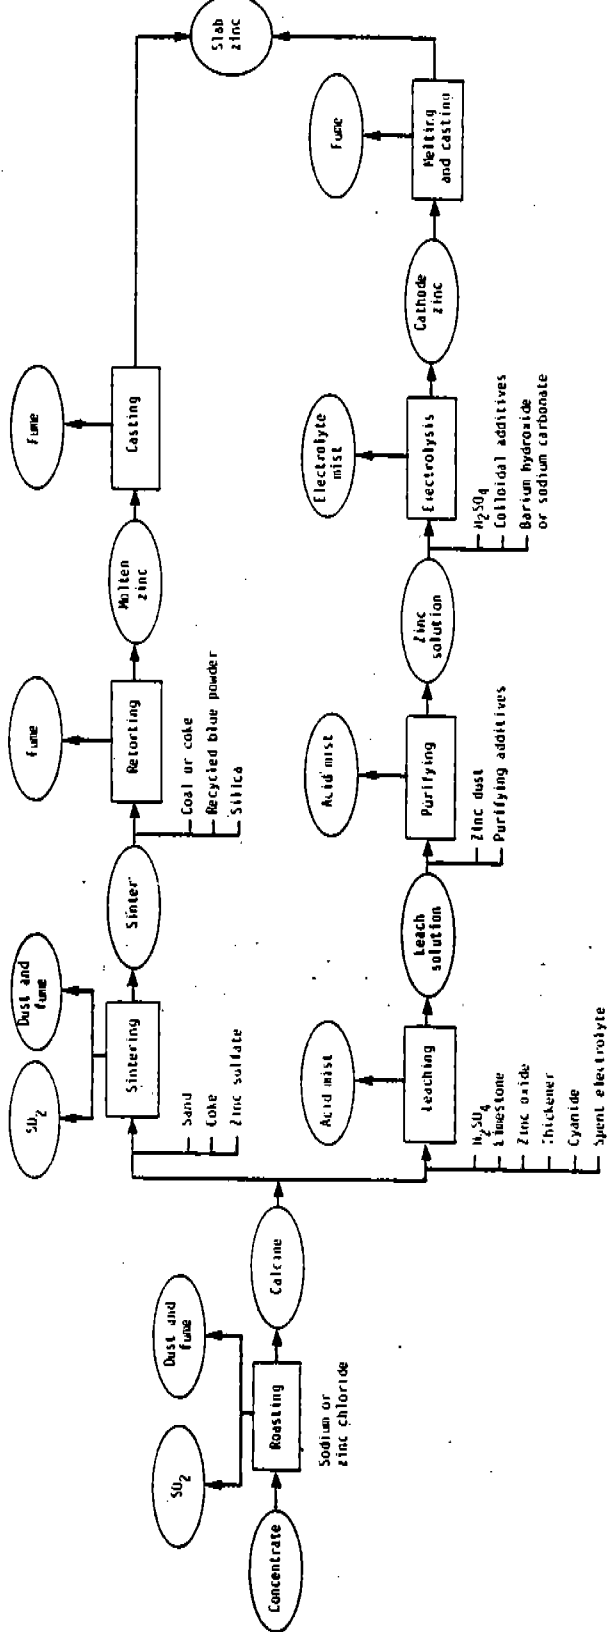 Concentrate
Roasting
Sodium or
zinc chloride
SO2
Dust and
fume
Calcine
Sintering
SO2
Dust and
fume
Sand
Coke
Zinc sulfate
Sinter
Coal or coke
Recycled blue powder
Silica
Retorting
Fume
Molten
zinc
Casting
Fume
Slab
zinc
Leaching
Acid mist
H2SO4
Limestone
Zinc oxide
Thickener
Cyanide
Spent electrolyte
Leach
solution
Zinc dust
Purifying additives
Purifying
Acid mist
Zinc
solution
H2SO4
Colloidal additives
Barium hydroxide
or sodium carbonate
Electrolysis
Electrolyte
mist
Cathode
zinc
Melting
and casting
Fume